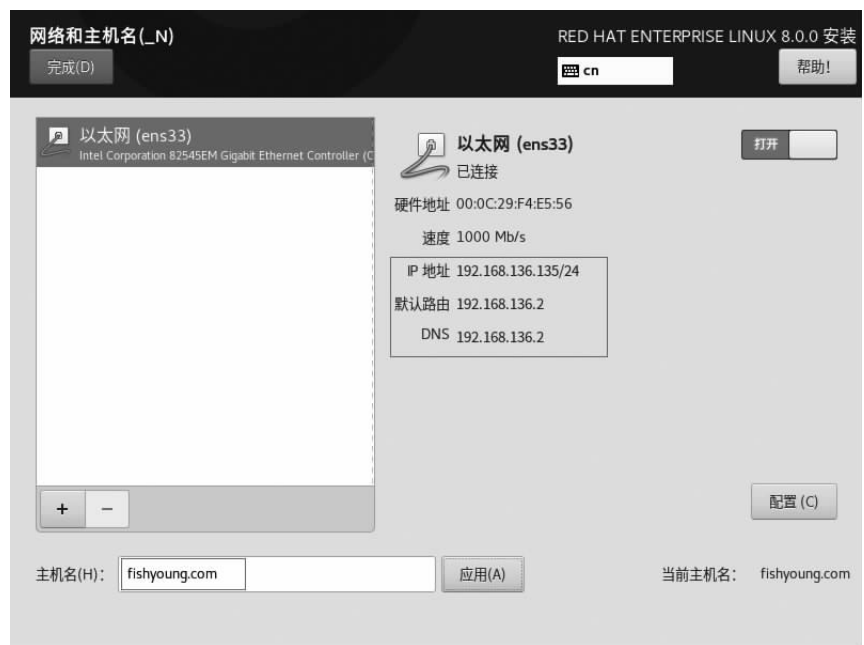 网络和主机名(_N)
RED HAT ENTERPRISE LINUX 8.0.0 安装
完成(D)
cn
帮助!
以太网 (ens33)
Intel Corporation 82545EM Gigabit Ethernet Controller (C
以太网 (ens33)
已连接
打开
硬件地址 00:0C:29:F4:E5:56
速度 1000 Mb/s
IP 地址 192.168.136.135/24
默认路由 192.168.136.2
DNS 192.168.136.2
+ −
配置 (C)
主机名(H): fishyoung.com 应用(A) 当前主机名: fishyoung.com